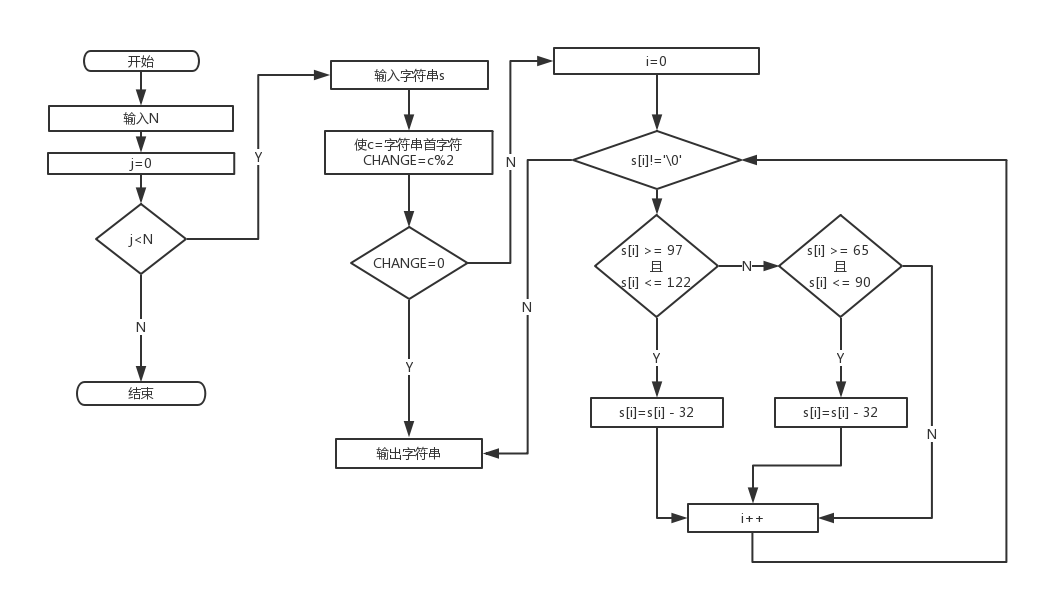 开始
输入N
j=0
j<N
Y
N
结束
输入字符串s
使c=字符串首字符
CHANGE=c%2
CHANGE=0
N
Y
输出字符串
i=0
s[i]!='\0'
N
s[i] >= 97
且
s[i] <= 122
N
s[i] >= 65
且
s[i] <= 90
Y
Y
N
s[i]=s[i] - 32
s[i]=s[i] - 32
i++